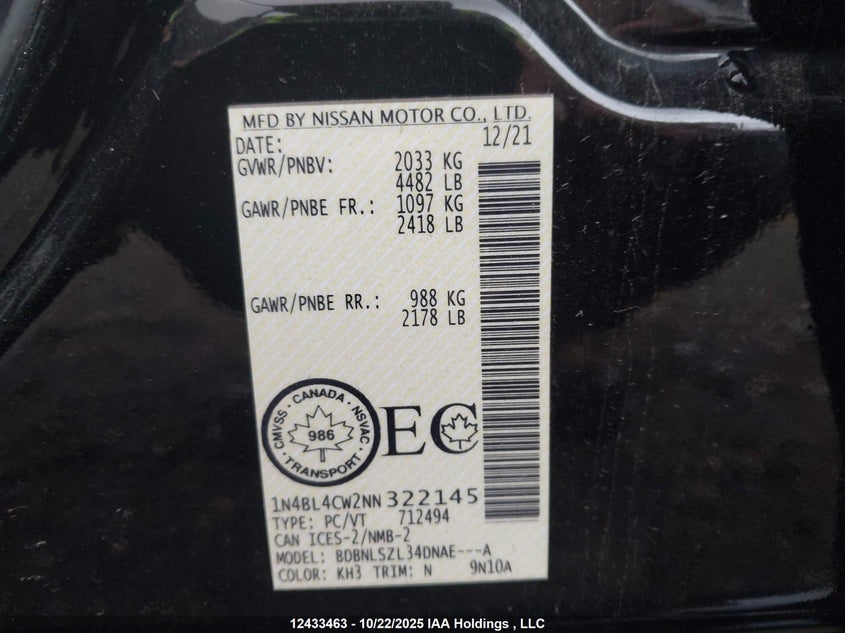 MFD BY NISSAN MOTOR CO., LTD.
DATE: 12/21
GVWR/PNBV: 2033 KG
4482 LB
GAWR/PNBE FR.: 1097 KG
2418 LB
GAWR/PNBE RR.: 988 KG
2178 LB
CANADA · NSVAC · TRANSPORT · CMVSS ·
986
EC
1N4BL4CW2NN322145
TYPE: PC/VT 712494
CAN ICES-2/NMB-2
MODEL: BDBNLSZL34DNAE---A
COLOR: KH3 TRIM: N 9N10A
12433463 - 10/22/2025 IAA Holdings , LLC